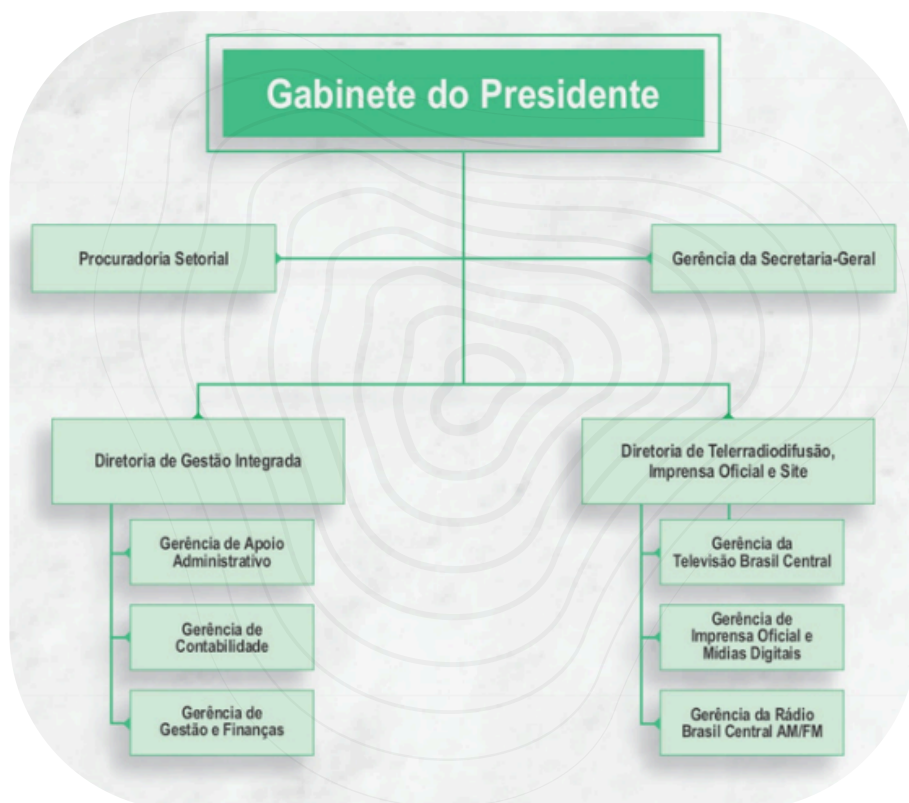 Gabinete do Presidente
Procuradoria Setorial
Gerência da Secretaria-Geral
Diretoria de Gestão Integrada
Gerência de Apoio
Administrativo
Gerência de
Contabilidade
Gerência de
Gestão e Finanças
Diretoria de Telerradiodifusão,
Imprensa Oficial e Site
Gerência da
Televisão Brasil Central
Gerência de
Imprensa Oficial e
Mídias Digitais
Gerência da Rádio
Brasil Central AM/FM